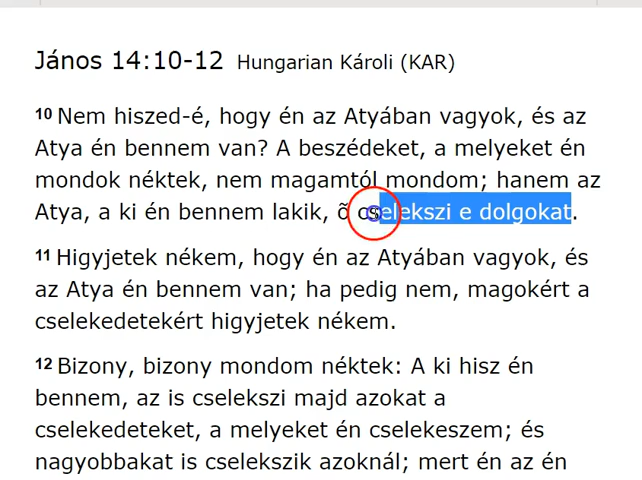 János 14:10-12 Hungarian Károli (KAR)
10 Nem hiszed-é, hogy én az Atyában vagyok, és az
Atya én bennem van? A beszédeket, a melyeket én
mondok néktek, nem magamtól mondom; hanem az
Atya, a ki én bennem lakik, õ cselekszi e dolgokat.
11 Higyjetek nékem, hogy én az Atyában vagyok, és
az Atya én bennem van; ha pedig nem, magokért a
cselekedetekért higyjetek nékem.
12 Bizony, bizony mondom néktek: A ki hisz én
bennem, az is cselekszi majd azokat a
cselekedeteket, a melyeket én cselekeszem; és
nagyobbakat is cselekszik azoknál; mert én az én